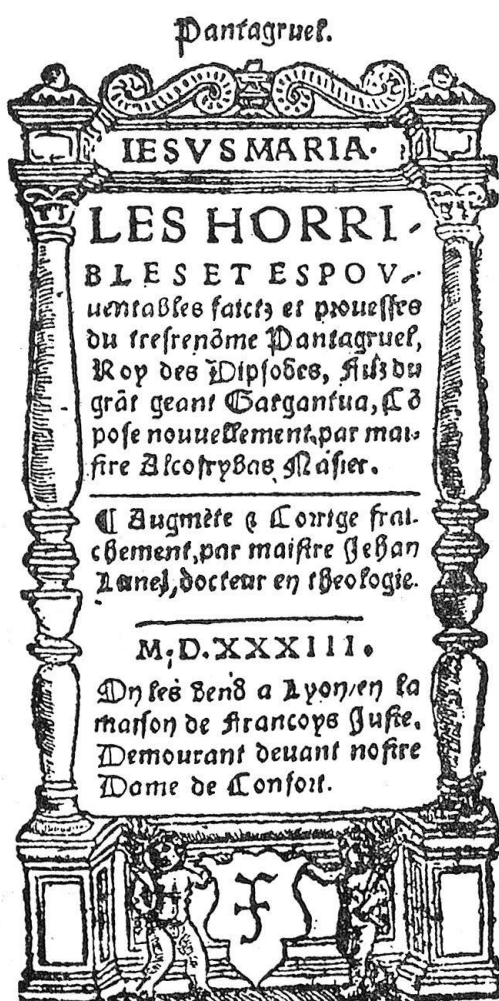 Pantagruel.
IESVS MARIA.
LES HORRI-
BLES ET ESPOV-
uentables faictz et prouesses
du tresrenõme Pantagruel,
Roy des Dipsodes, filz du
grãt geant Gargantua, Cõ
pose nouuellement, par mai-
stre Alcofrybas Nasier.
¶ Augmẽte & Corrige frai-
chement, par maistre Jehan
Lunel, docteur en theologie.
M.D.XXXIII.
On les vend a Lyon, en la
maison de Francoys Juste,
Demourant deuant nostre
Dame de Confort.